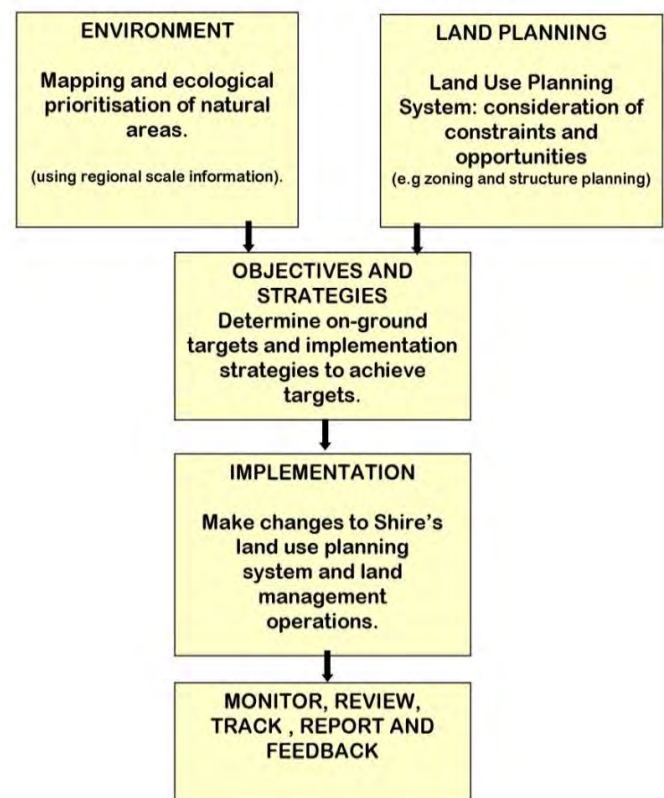 ENVIRONMENT
Mapping and ecological
prioritisation of natural
areas.
(using regional scale information).
LAND PLANNING
Land Use Planning
System: consideration of
constraints and
opportunities
(e.g zoning and structure planning)
OBJECTIVES AND
STRATEGIES
Determine on-ground
targets and implementation
strategies to achieve
targets.
IMPLEMENTATION
Make changes to Shire's
land use planning
system and land
management
operations.
MONITOR, REVIEW,
TRACK , REPORT AND
FEEDBACK